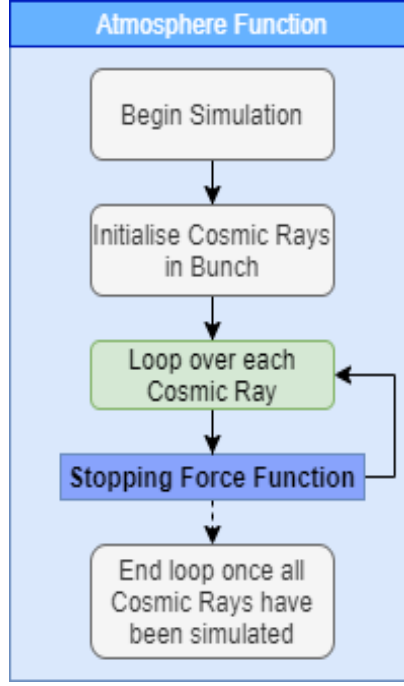 Atmosphere Function
Begin Simulation
Initialise Cosmic Rays
in Bunch
Loop over each
Cosmic Ray
Stopping Force Function
End loop once all
Cosmic Rays have
been simulated